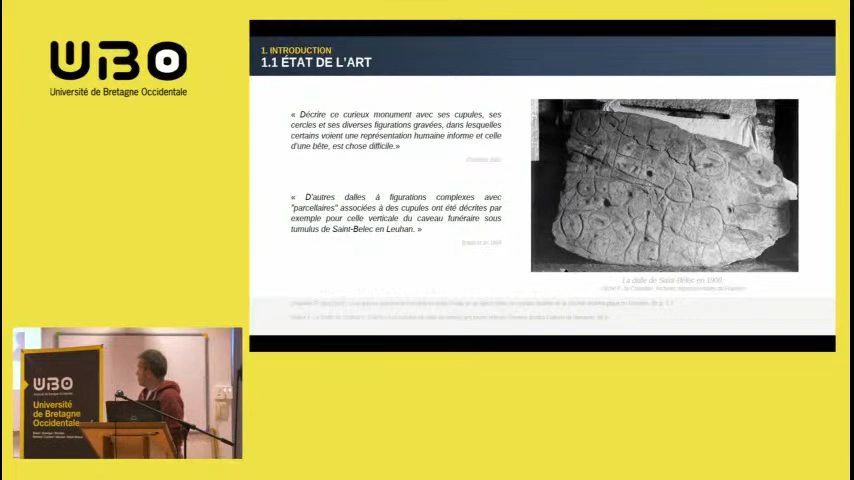 UBO
Université de Bretagne Occidentale
1. INTRODUCTION
1.1 ÉTAT DE L'ART
« Décrire ce curieux monument avec ses cupules, ses
cercles et ses diverses figurations gravées, dans lesquelles
certains voient une représentation humaine informe et celle
d'une bête, est chose difficile.»
« D'autres dalles à figurations complexes avec
"parcellaires" associées à des cupules ont été décrites par
exemple pour celle verticale du caveau funéraire sous
tumulus de Saint-Belec en Leuhan. »
La dalle de Saint-Belec en 1900.
UBO
Université
de Bretagne
Occidentale